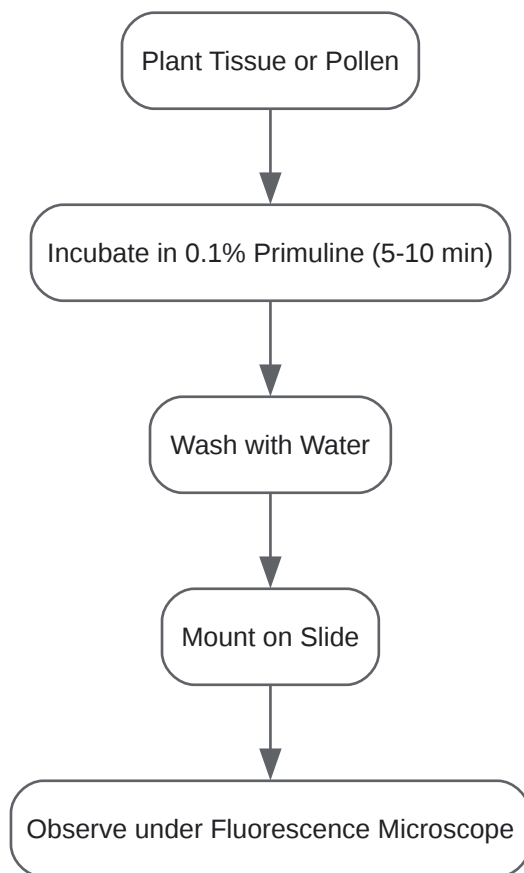 Plant Tissue or Pollen
Incubate in 0.1% Primuline (5-10 min)
Wash with Water
Mount on Slide
Observe under Fluorescence Microscope